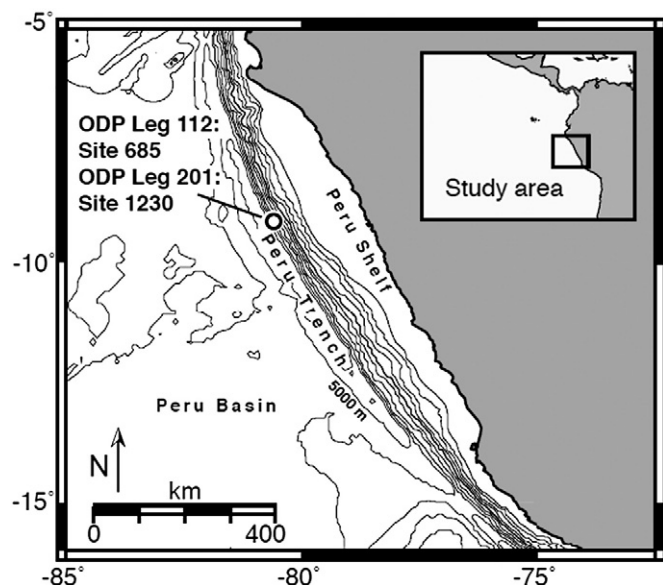 -5°
ODP Leg 112:
Site 685
ODP Leg 201:
Site 1230
Study area
Peru Shelf
-10°
Peru Trench
5000 m
Peru Basin
N
km
0 400
-15°
-85° -80° -75°